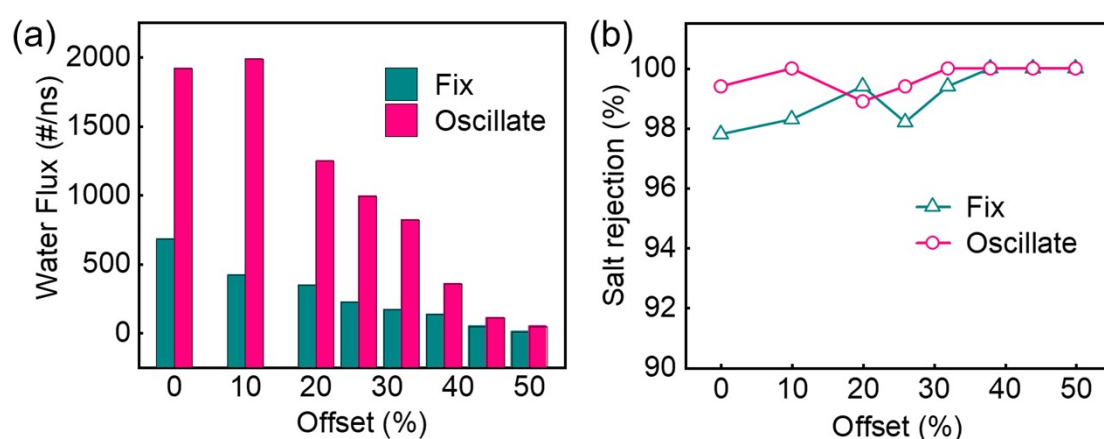 (a)
Water Flux (#/ns)
2000
1500
1000
500
0
Fix
Oscillate
0 10 20 30 40 50
Offset (%)
(b)
Salt rejection (%)
100
98
96
94
92
90
Fix
Oscillate
0 10 20 30 40 50
Offset (%)